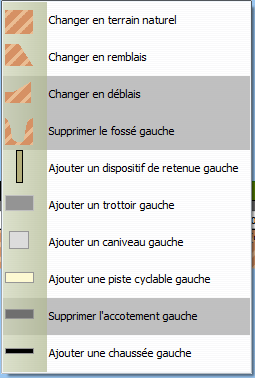 Changer en terrain naturel
Changer en remblais
Changer en déblais
Supprimer le fossé gauche
Ajouter un dispositif de retenue gauche
Ajouter un trottoir gauche
Ajouter un caniveau gauche
Ajouter une piste cyclable gauche
Supprimer l'accotement gauche
Ajouter une chaussée gauche